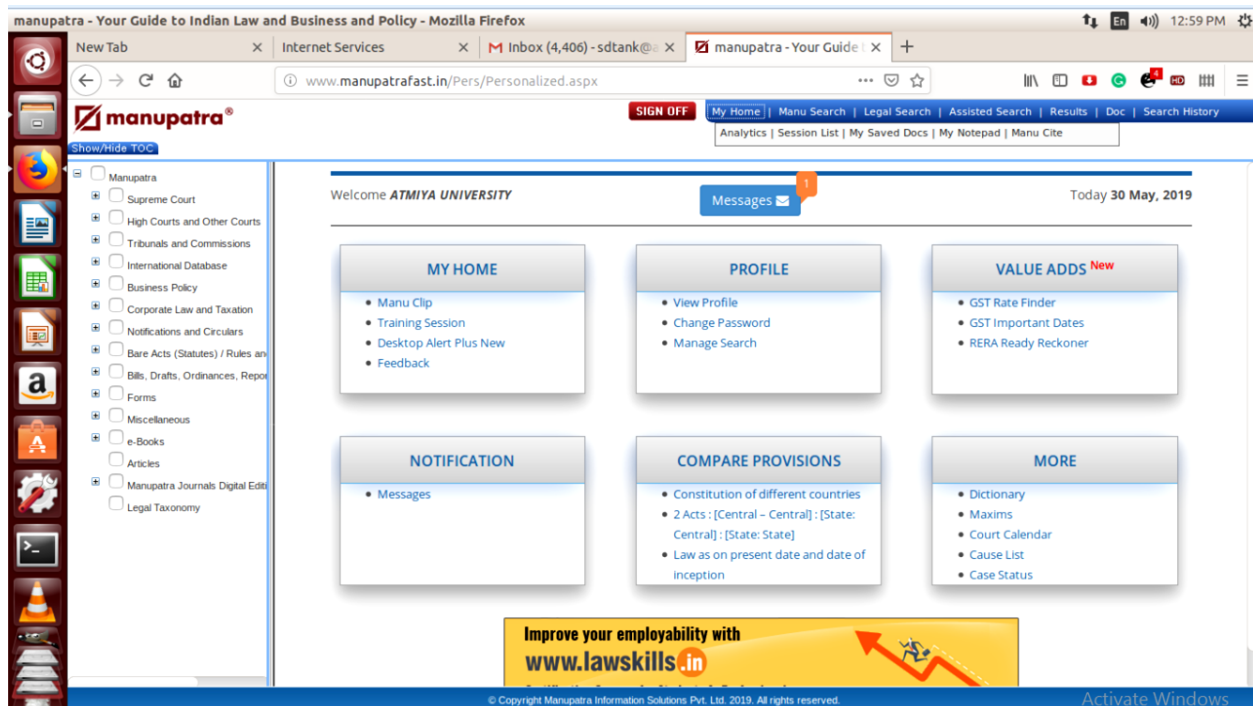 manupatra - Your Guide to Indian Law and Business and Policy - Mozilla Firefox
En 12:59 PM
New Tab
Internet Services
Inbox (4,406) - sdtank@a
manupatra - Your Guide t
www.manupatrafast.in/Pers/Personalized.aspx
4
HD
manupatra®
SIGN OFF
My Home | Manu Search | Legal Search | Assisted Search | Results | Doc | Search History
Analytics | Session List | My Saved Docs | My Notepad | Manu Cite
Show/Hide TOC
Manupatra
Supreme Court
High Courts and Other Courts
Tribunals and Commissions
International Database
Business Policy
Corporate Law and Taxation
Notifications and Circulars
Bare Acts (Statutes) / Rules an
Bills, Drafts, Ordinances, Repor
Forms
Miscellaneous
e-Books
Articles
Manupatra Journals Digital Editi
Legal Taxonomy
Welcome ATMIYA UNIVERSITY
Messages
1
Today 30 May, 2019
MY HOME
Manu Clip
Training Session
Desktop Alert Plus New
Feedback
PROFILE
View Profile
Change Password
Manage Search
VALUE ADDS New
GST Rate Finder
GST Important Dates
RERA Ready Reckoner
NOTIFICATION
Messages
COMPARE PROVISIONS
Constitution of different countries
2 Acts : [Central – Central] : [State:
Central] : [State: State]
Law as on present date and date of
inception
MORE
Dictionary
Maxims
Court Calendar
Cause List
Case Status
Improve your employability with
www.lawskills.in
© Copyright Manupatra Information Solutions Pvt. Ltd. 2019. All rights reserved.
Activate Windows